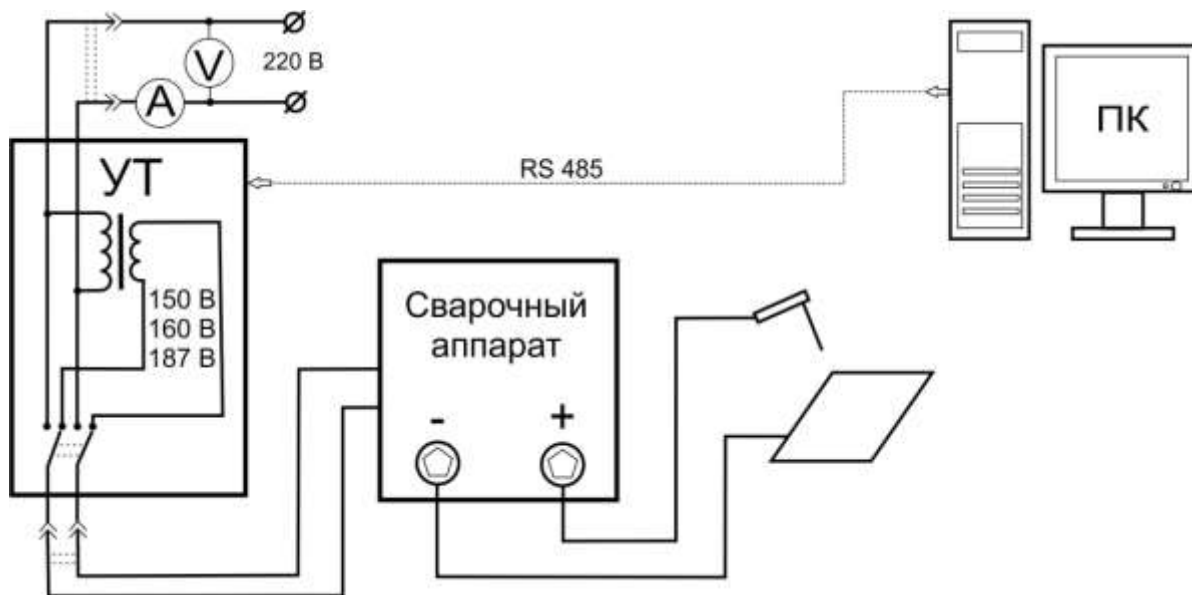 220 В
V
A
УТ
RS 485
ПК
150 В
160 В
187 В
Сварочный
аппарат
- +